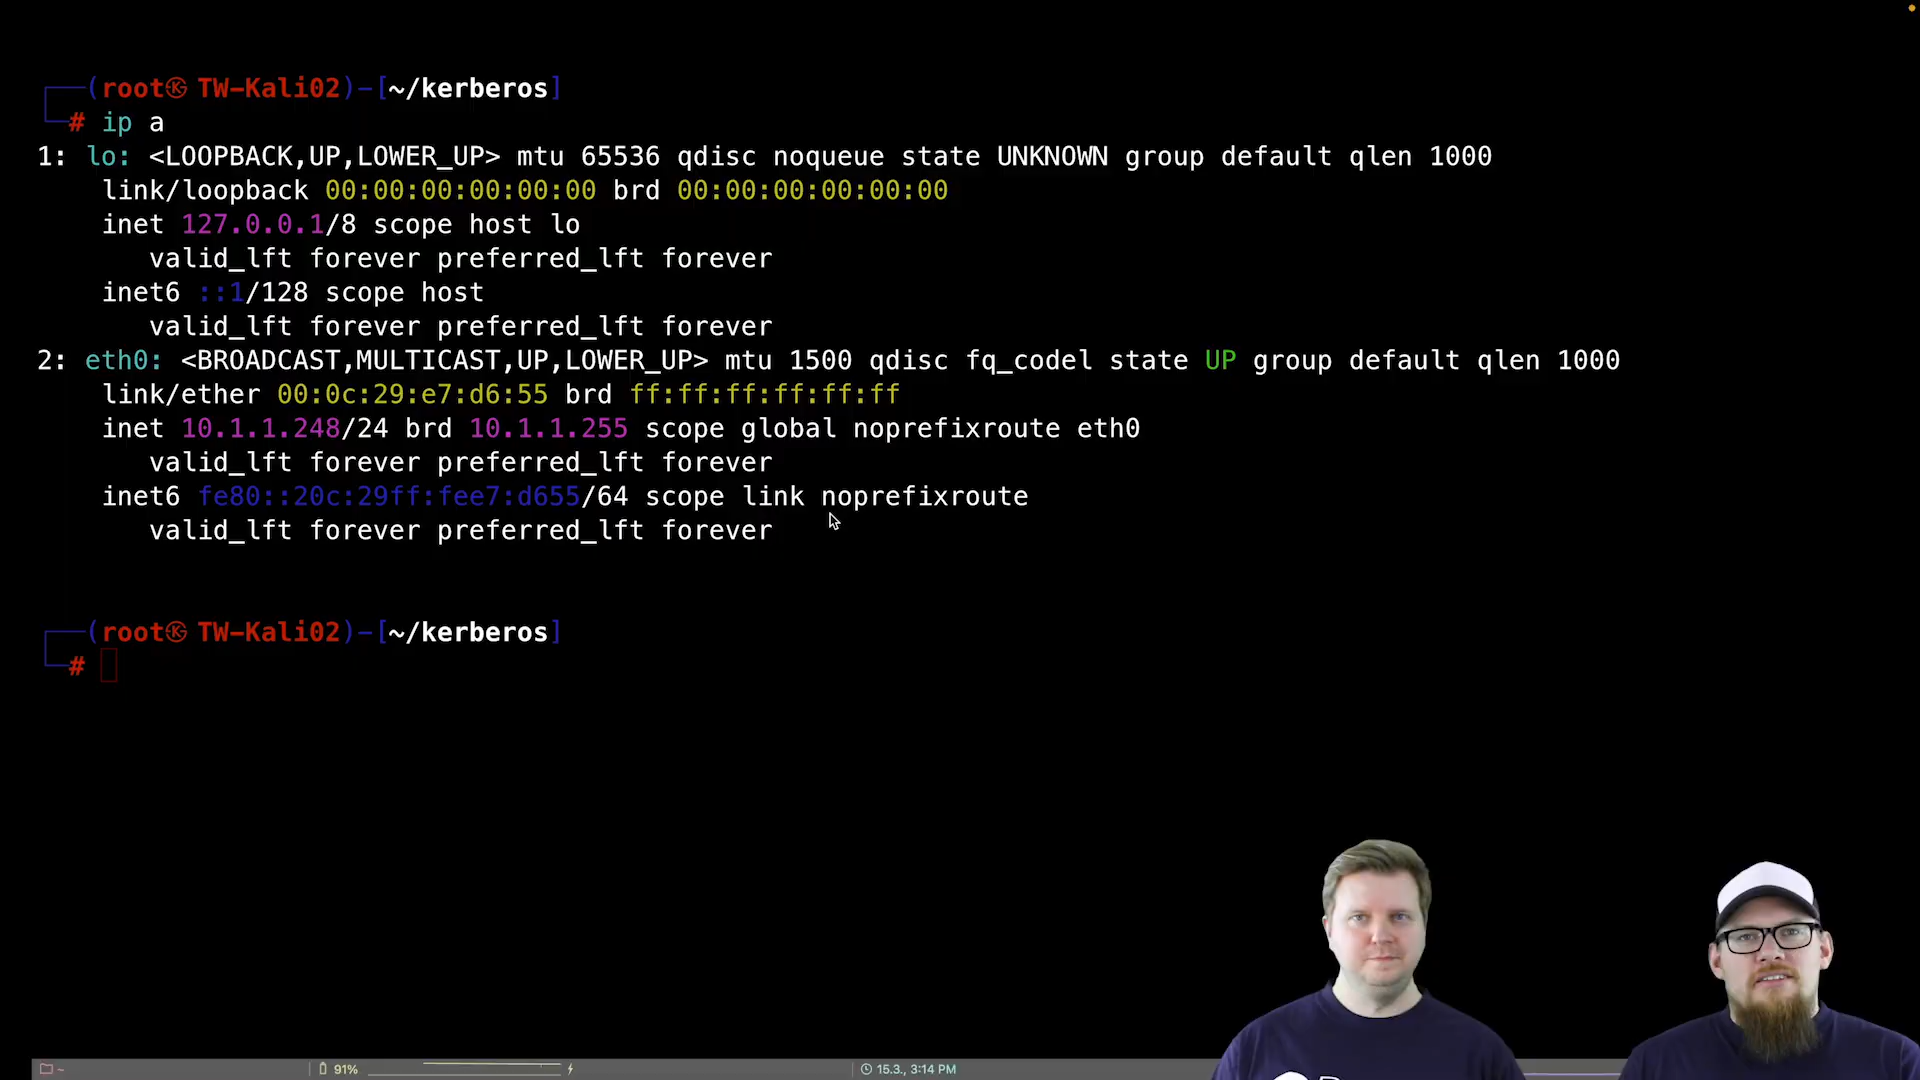 (root㉿ TW-Kali02)-[~/kerberos]
# ip a
1: lo: <LOOPBACK,UP,LOWER_UP> mtu 65536 qdisc noqueue state UNKNOWN group default qlen 1000
link/loopback 00:00:00:00:00:00 brd 00:00:00:00:00:00
inet 127.0.0.1/8 scope host lo
valid_lft forever preferred_lft forever
inet6 ::1/128 scope host
valid_lft forever preferred_lft forever
2: eth0: <BROADCAST,MULTICAST,UP,LOWER_UP> mtu 1500 qdisc fq_codel state UP group default qlen 1000
link/ether 00:0c:29:e7:d6:55 brd ff:ff:ff:ff:ff:ff
inet 10.1.1.248/24 brd 10.1.1.255 scope global noprefixroute eth0
valid_lft forever preferred_lft forever
inet6 fe80::20c:29ff:fee7:d655/64 scope link noprefixroute
valid_lft forever preferred_lft forever
(root㉿ TW-Kali02)-[~/kerberos]
#
~ 91% 15.3., 3:14 PM